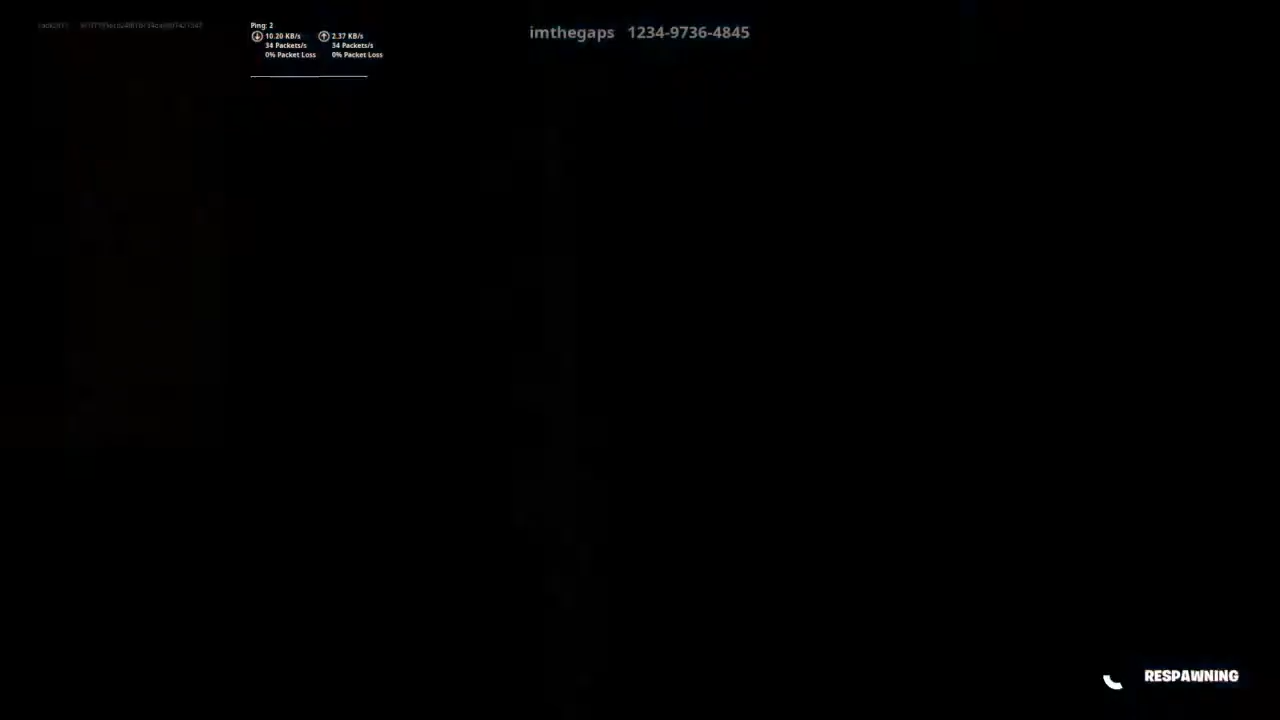 Ping: 2
10.20 KB/s 2.37 KB/s
34 Packets/s 34 Packets/s
0% Packet Loss 0% Packet Loss
imthegaps 1234-9736-4845
RESPAWNING